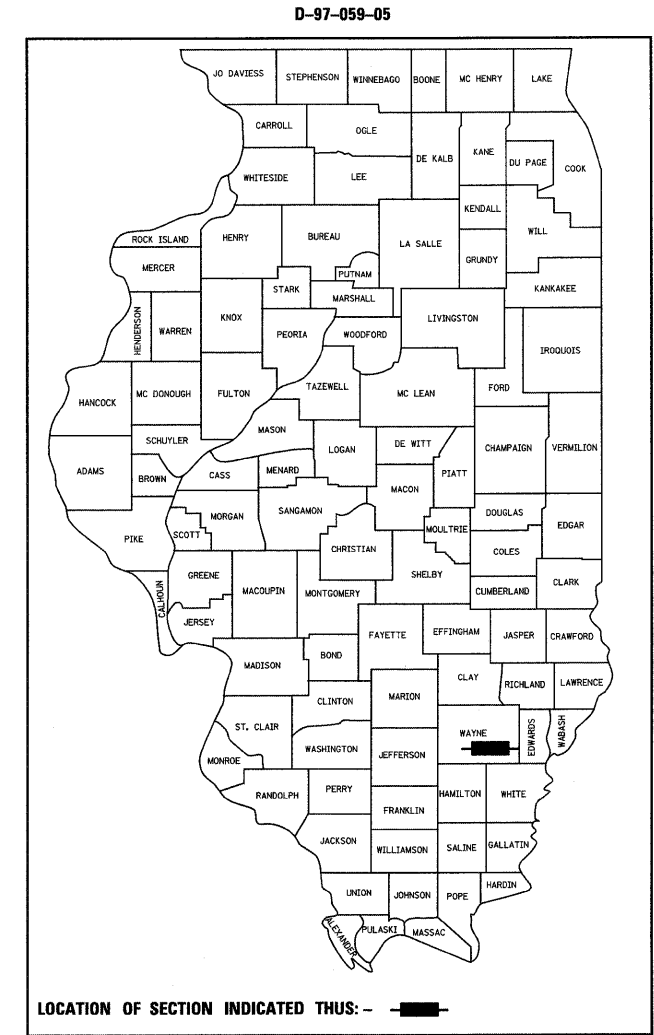 D-97-059-05
JO DAVIESS STEPHENSON WINNEBAGO BOONE MC HENRY LAKE
CARROLL OGLE DE KALB KANE DU PAGE COOK
WHITESIDE LEE
KENDALL WILL
ROCK ISLAND HENRY BUREAU LA SALLE GRUNDY
MERCER PUTNAM
STARK MARSHALL KANKAKEE
HENDERSON WARREN KNOX PEORIA WOODFORD LIVINGSTON IROQUOIS
HANCOCK MC DONOUGH FULTON TAZEWELL MC LEAN FORD
MASON
SCHUYLER LOGAN DE WITT CHAMPAIGN VERMILION
ADAMS BROWN CASS MENARD MACON PIATT
PIKE SCOTT MORGAN SANGAMON MOULTRIE DOUGLAS EDGAR
CHRISTIAN COLES
CALHOUN GREENE MACOUPIN MONTGOMERY SHELBY CUMBERLAND CLARK
JERSEY
MADISON BOND FAYETTE EFFINGHAM JASPER CRAWFORD
CLINTON MARION CLAY RICHLAND LAWRENCE
ST. CLAIR WASHINGTON JEFFERSON WAYNE EDWARDS WABASH
MONROE
RANDOLPH PERRY FRANKLIN HAMILTON WHITE
JACKSON WILLIAMSON SALINE GALLATIN
UNION JOHNSON POPE HARDIN
ALEXANDER PULASKI MASSAC
LOCATION OF SECTION INDICATED THUS: -